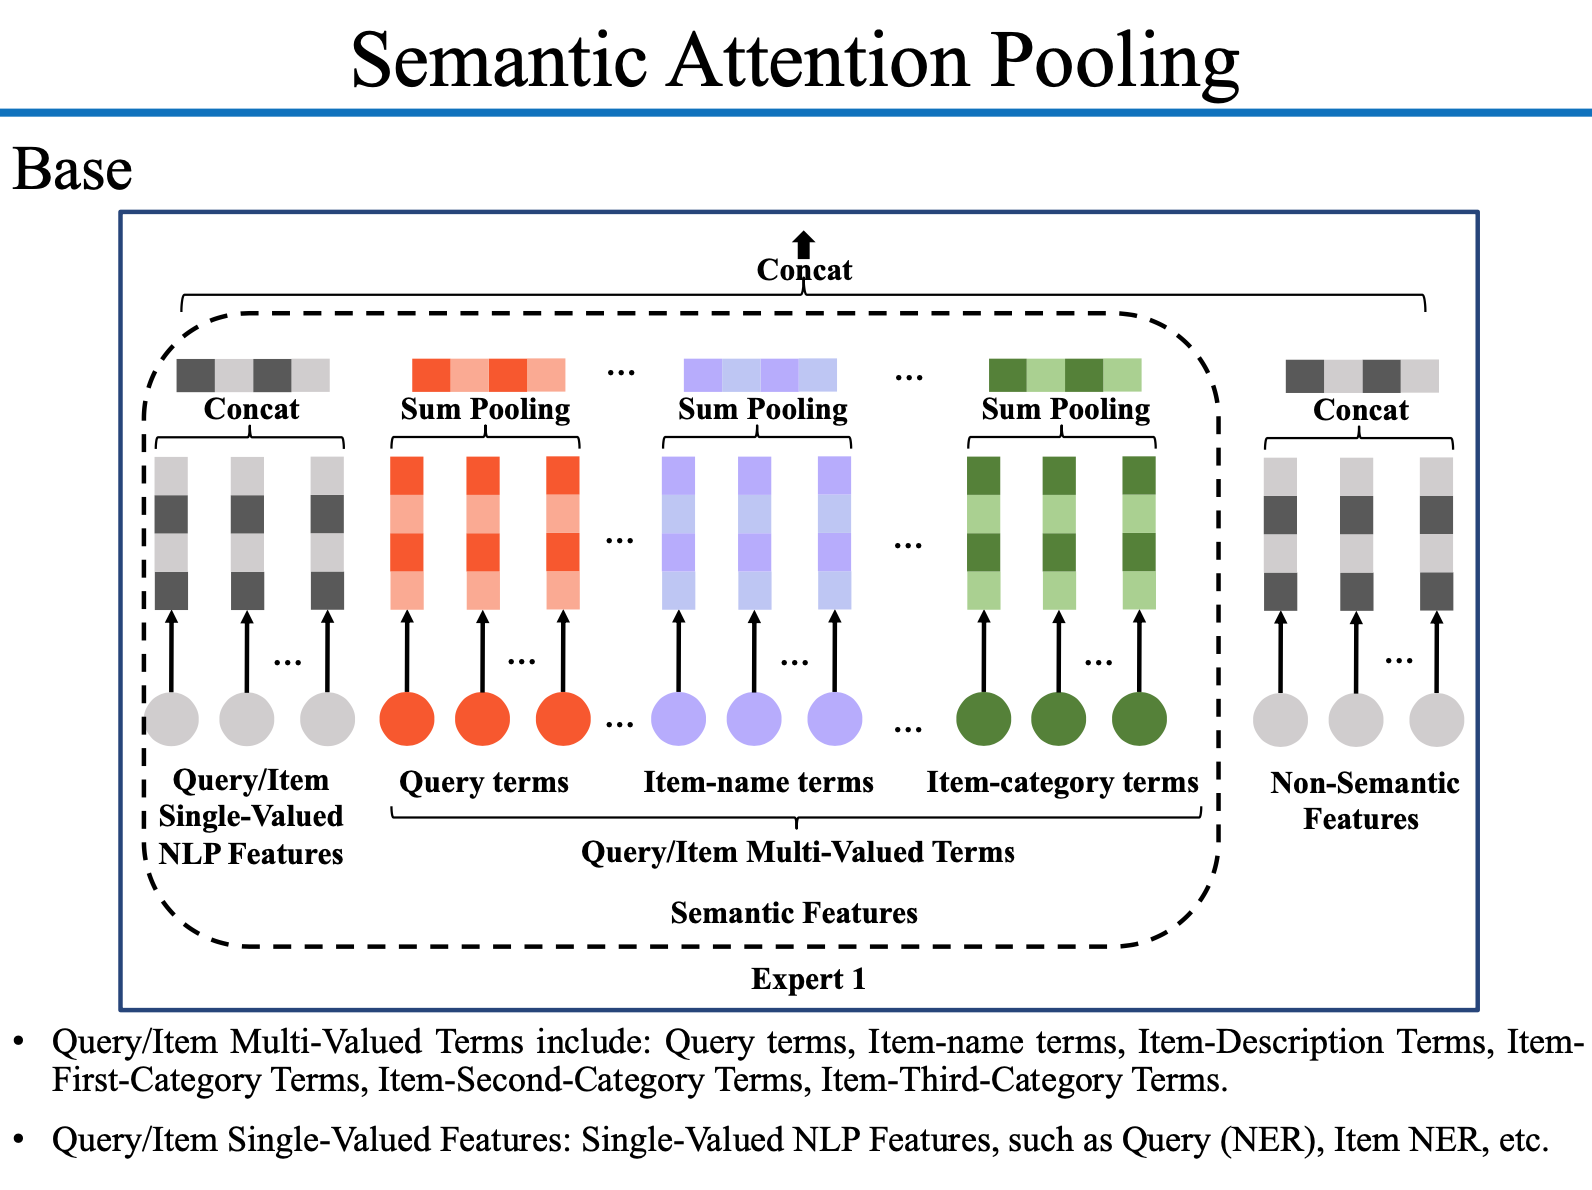 Semantic Attention Pooling
Base
Concat
Concat
Sum Pooling
...
Sum Pooling
...
Sum Pooling
Concat
...
...
...
...
...
...
...
...
...
Query/Item
Single-Valued
NLP Features
Query terms
Item-name terms
Item-category terms
Non-Semantic
Features
Query/Item Multi-Valued Terms
Semantic Features
Expert 1
• Query/Item Multi-Valued Terms include: Query terms, Item-name terms, Item-Description Terms, Item-
First-Category Terms, Item-Second-Category Terms, Item-Third-Category Terms.
• Query/Item Single-Valued Features: Single-Valued NLP Features, such as Query (NER), Item NER, etc.